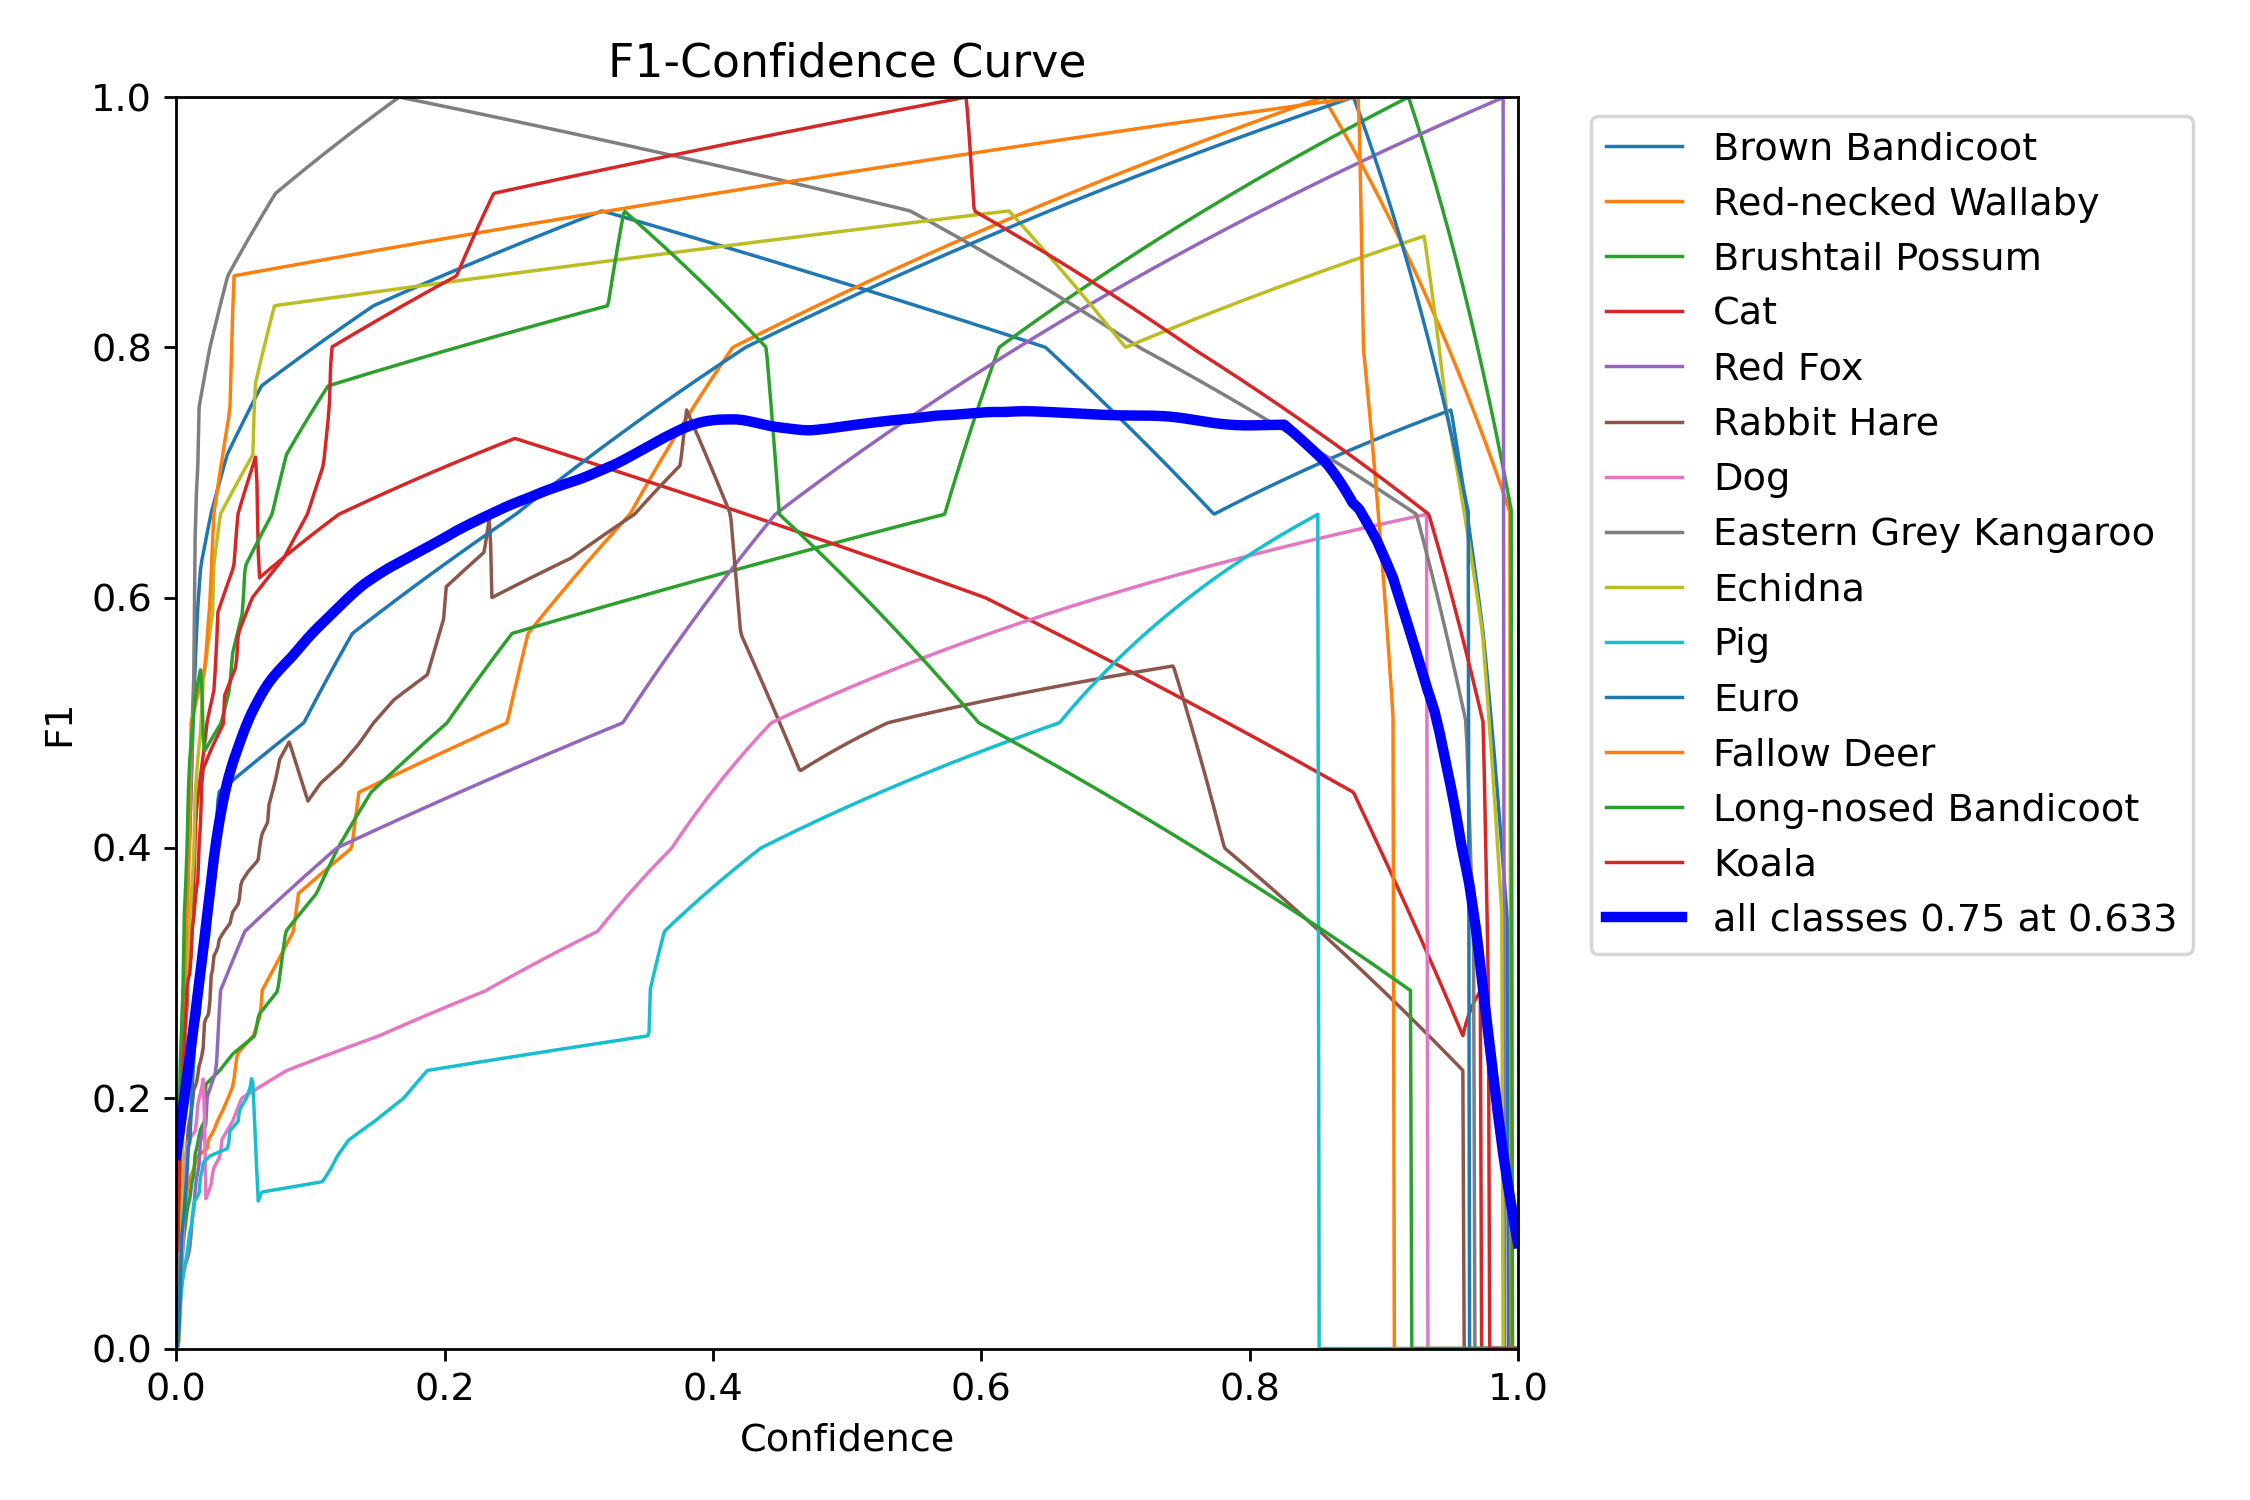 F1-Confidence Curve
1.0
0.8
0.6
0.4
0.2
0.0
F1
0.0 0.2 0.4 0.6 0.8 1.0
Confidence
Brown Bandicoot
Red-necked Wallaby
Brushtail Possum
Cat
Red Fox
Rabbit Hare
Dog
Eastern Grey Kangaroo
Echidna
Pig
Euro
Fallow Deer
Long-nosed Bandicoot
Koala
all classes 0.75 at 0.633